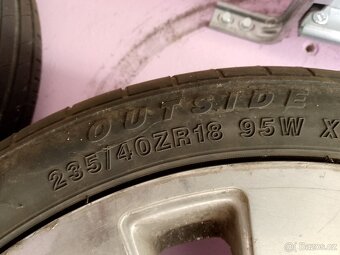 OUTSIDE
235/40ZR18 95W X
bazos.cz